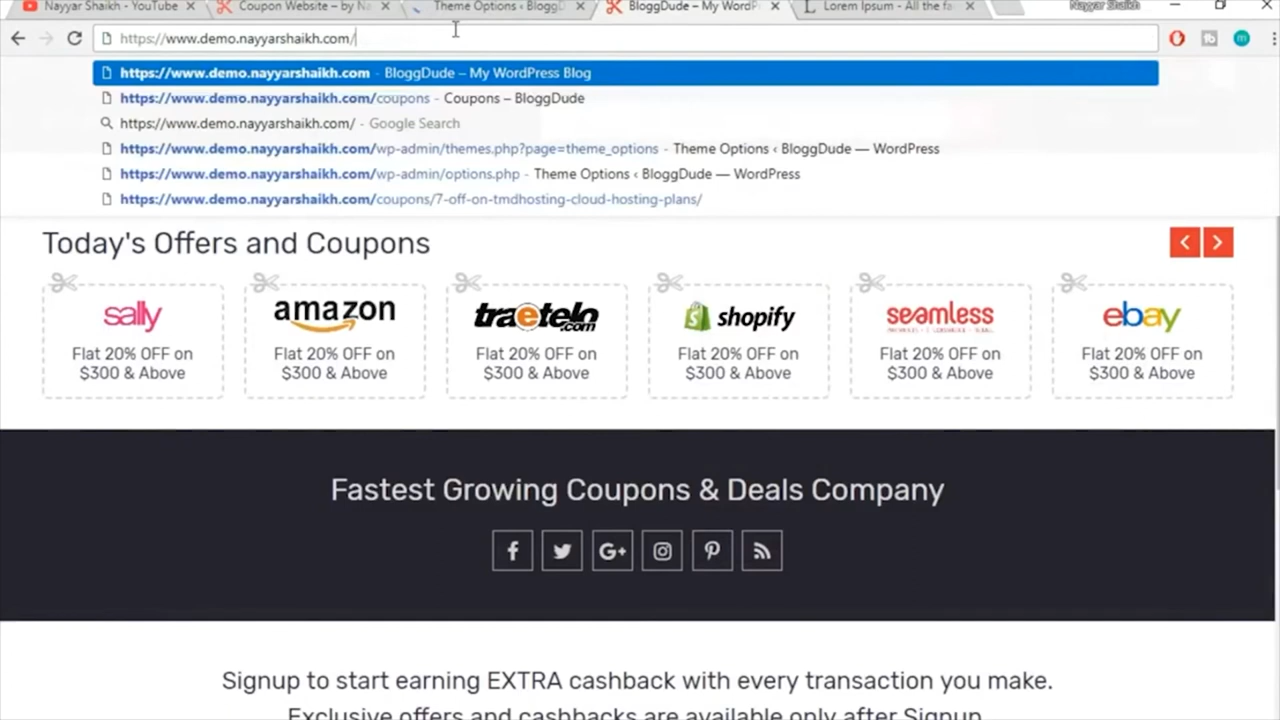 Nayyar Shaikh - YouTube
Coupon Website – by Na
Theme Options ‹ BloggD
BloggDude – My WordP
Lorem Ipsum - All the fa
Nayyar Shaikh
https://www.demo.nayyarshaikh.com/
https://www.demo.nayyarshaikh.com - BloggDude – My WordPress Blog
https://www.demo.nayyarshaikh.com/coupons - Coupons – BloggDude
https://www.demo.nayyarshaikh.com/ - Google Search
https://www.demo.nayyarshaikh.com/wp-admin/themes.php?page=theme_options - Theme Options ‹ BloggDude — WordPress
https://www.demo.nayyarshaikh.com/wp-admin/options.php - Theme Options ‹ BloggDude — WordPress
https://www.demo.nayyarshaikh.com/coupons/7-off-on-tmdhosting-cloud-hosting-plans/
Today's Offers and Coupons
sally
Flat 20% OFF on
$300 & Above
amazon
Flat 20% OFF on
$300 & Above
traetelo.com
Flat 20% OFF on
$300 & Above
shopify
Flat 20% OFF on
$300 & Above
seamless
Flat 20% OFF on
$300 & Above
ebay
Flat 20% OFF on
$300 & Above
Fastest Growing Coupons & Deals Company
Signup to start earning EXTRA cashback with every transaction you make.
Exclusive offers and cashbacks are available only after Signup